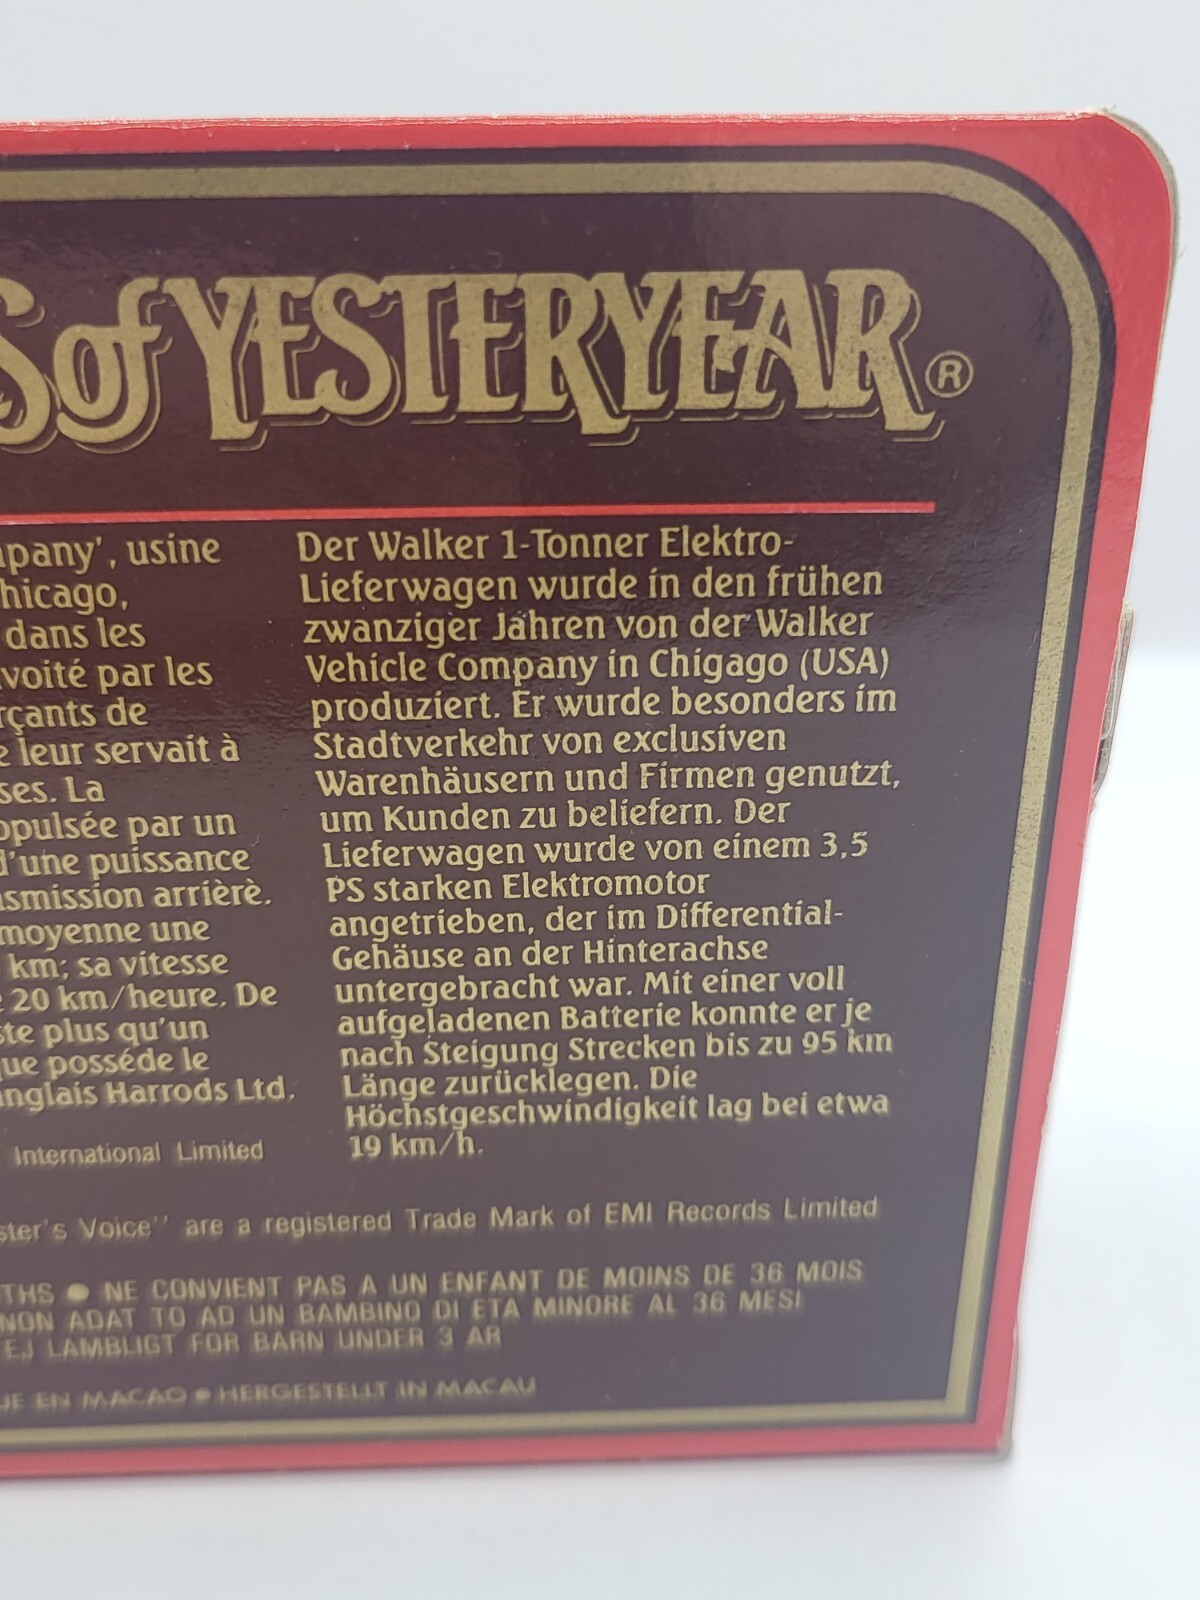 S of YESTERYEAR ®
mpany', usine
hicago,
dans les
voité par les
rçants de
e leur servait à
ses. La
opulsée par un
d'une puissance
nsmission arrièrè.
moyenne une
km; sa vitesse
20 km/heure. De
ste plus qu'un
que posséde le
anglais Harrods Ltd.
International Limited
Der Walker 1-Tonner Elektro-
Lieferwagen wurde in den frühen
zwanziger Jahren von der Walker
Vehicle Company in Chigago (USA)
produziert. Er wurde besonders im
Stadtverkehr von exclusiven
Warenhäusern und Firmen genutzt,
um Kunden zu beliefern. Der
Lieferwagen wurde von einem 3,5
PS starken Elektromotor
angetrieben, der im Differential-
Gehäuse an der Hinterachse
untergebracht war. Mit einer voll
aufgeladenen Batterie konnte er je
nach Steigung Strecken bis zu 95 km
Länge zurücklegen. Die
Höchstgeschwindigkeit lag bei etwa
19 km/h.
ster's Voice" are a registered Trade Mark of EMI Records Limited
THS ● NE CONVIENT PAS A UN ENFANT DE MOINS DE 36 MOIS
NON ADAT TO AD UN BAMBINO DI ETA MINORE AL 36 MESI
EJ LAMBLIGT FOR BARN UNDER 3 AR
UE EN MACAO ● HERGESTELLT IN MACAU